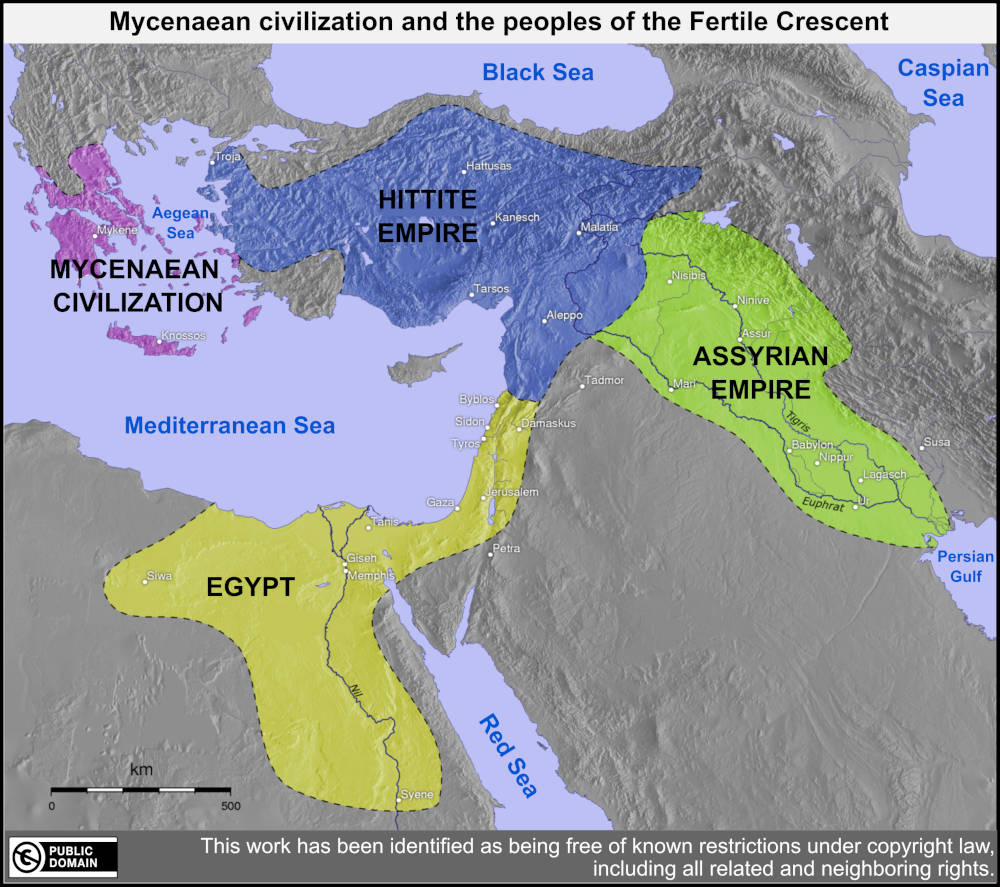 Mycenaean civilization and the peoples of the Fertile Crescent
Black Sea
Caspian
Sea
Troja
Hattusas
HITTITE
EMPIRE
Kanesch
Malatia
Aegean
Sea
Mykene
MYCENAEAN
CIVILIZATION
Knossos
Tarsos
Aleppo
Nisibis
Ninive
Assur
ASSYRIAN
EMPIRE
Mari
Tadmor
Tigris
Babylon
Nippur
Lagasch
Susa
Euphrat
Ur
Persian
Gulf
Mediterranean Sea
Byblos
Sidon
Damaskus
Tyros
Jerusalem
Gaza
Tanis
Petra
Giseh
Memphis
Siwa
EGYPT
Nil
Red Sea
Syene
km
0
500
PUBLIC
DOMAIN
This work has been identified as being free of known restrictions under copyright law,
including all related and neighboring rights.